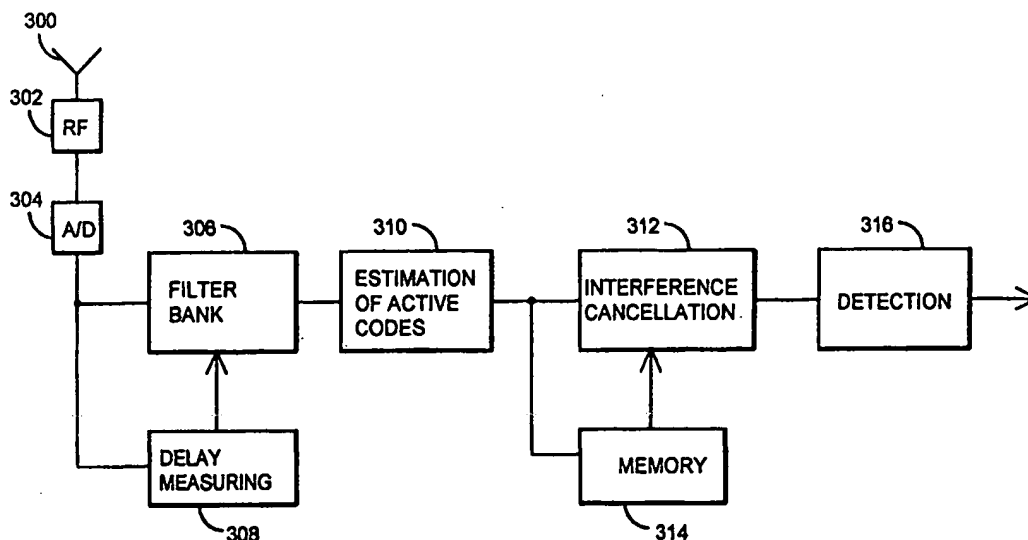 300
302
RF
304
A/D
306
FILTER
BANK
310
ESTIMATION
OF ACTIVE
CODES
312
INTERFERENCE
CANCELLATION
316
DETECTION
DELAY
MEASURING
308
MEMORY
314